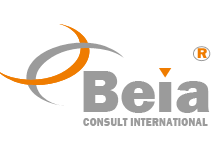 ®
Beia
CONSULT INTERNATIONAL